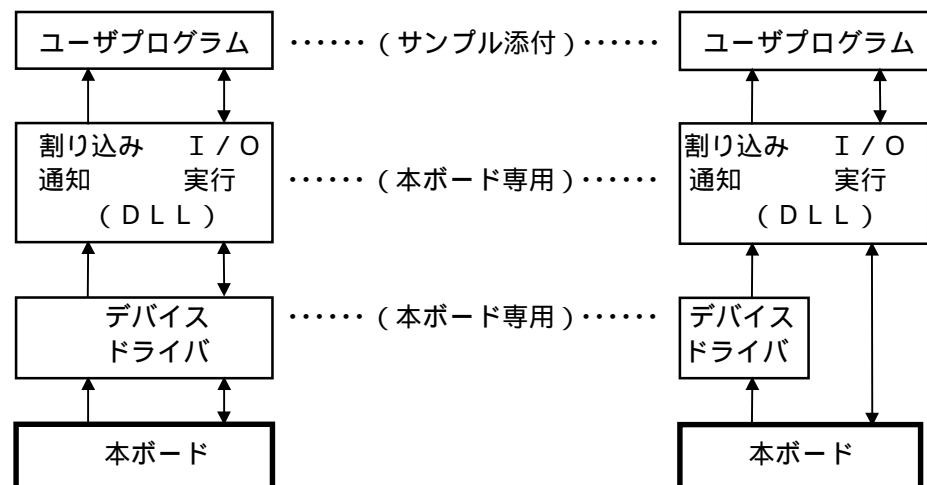 ユーザプログラム ······(サンプル添付)······ ユーザプログラム
割り込み Ⅰ/O 割り込み Ⅰ/O
通知 実行 ······(本ボード専用)······ 通知 実行
(DLL) (DLL)
デバイス ······(本ボード専用)······ デバイス
ドライバ ドライバ
本ボード 本ボード